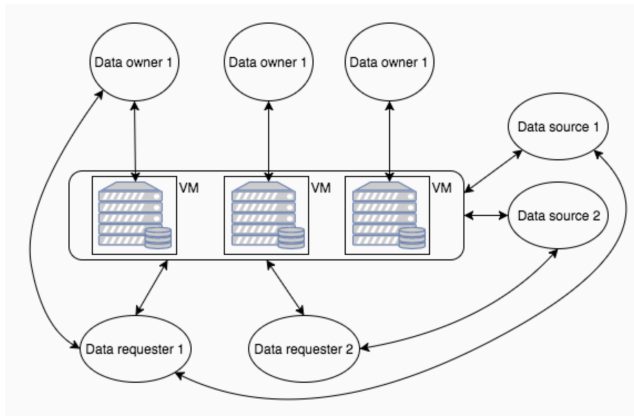 Data owner 1
Data owner 1
Data owner 1
Data source 1
VM
VM
VM
Data source 2
Data requester 1
Data requester 2